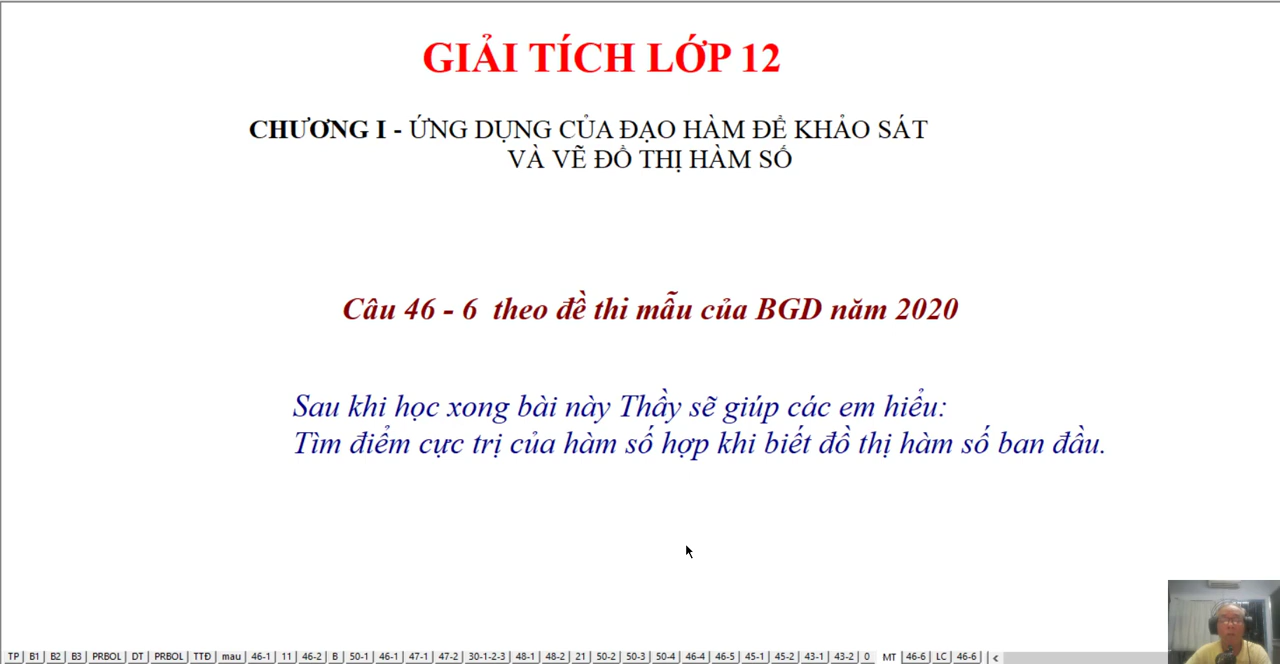 GIẢI TÍCH LỚP 12
CHƯƠNG I - ỨNG DỤNG CỦA ĐẠO HÀM ĐỂ KHẢO SÁT
VÀ VẼ ĐỒ THỊ HÀM SỐ
Câu 46 - 6 theo đề thi mẫu của BGD năm 2020
Sau khi học xong bài này Thầy sẽ giúp các em hiểu:
Tìm điểm cực trị của hàm số hợp khi biết đồ thị hàm số ban đầu.
TP B1 B2 B3 PRBOL DT PRBOL TTĐ mau 46-1 11 46-2 B 50-1 46-1 47-1 47-2 30-1-2-3 48-1 48-2 21 50-2 50-3 50-4 46-4 46-5 45-1 45-2 43-1 43-2 0 MT 46-6 LC 46-6